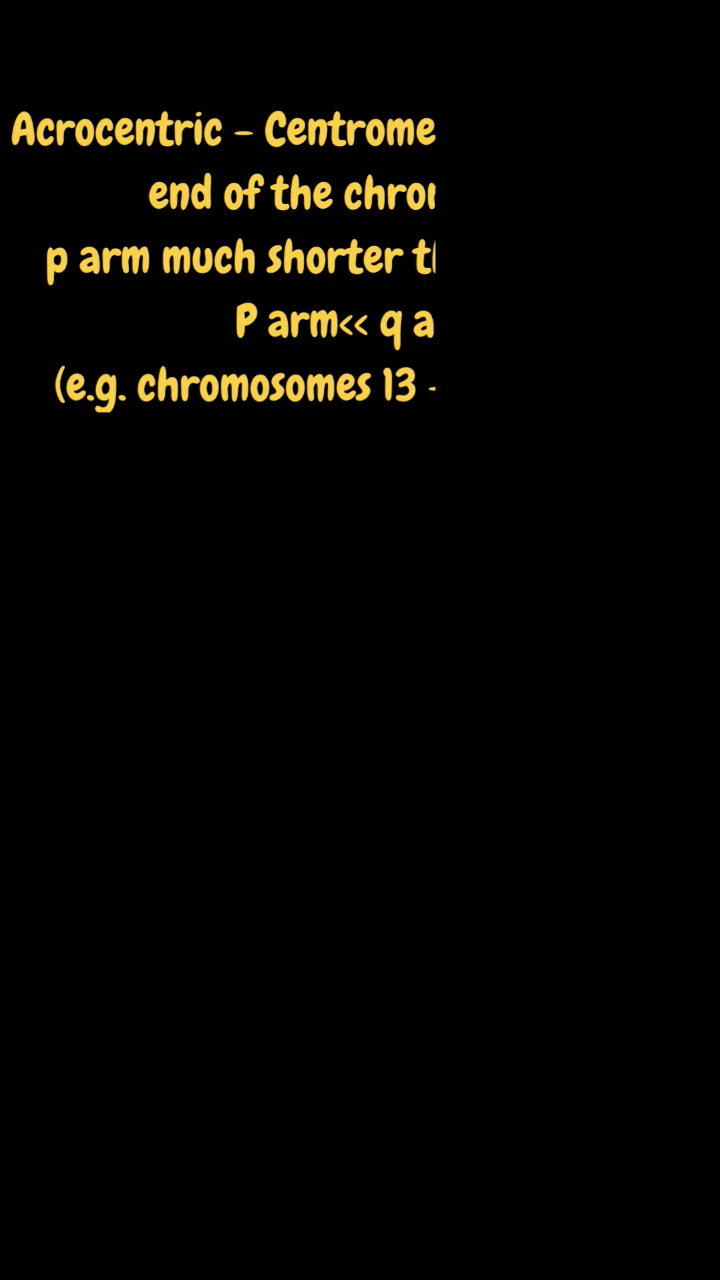 Acrocentric - Centrome
end of the chro
p arm much shorter t
P arm<< q a
(e.g. chromosomes 13 -